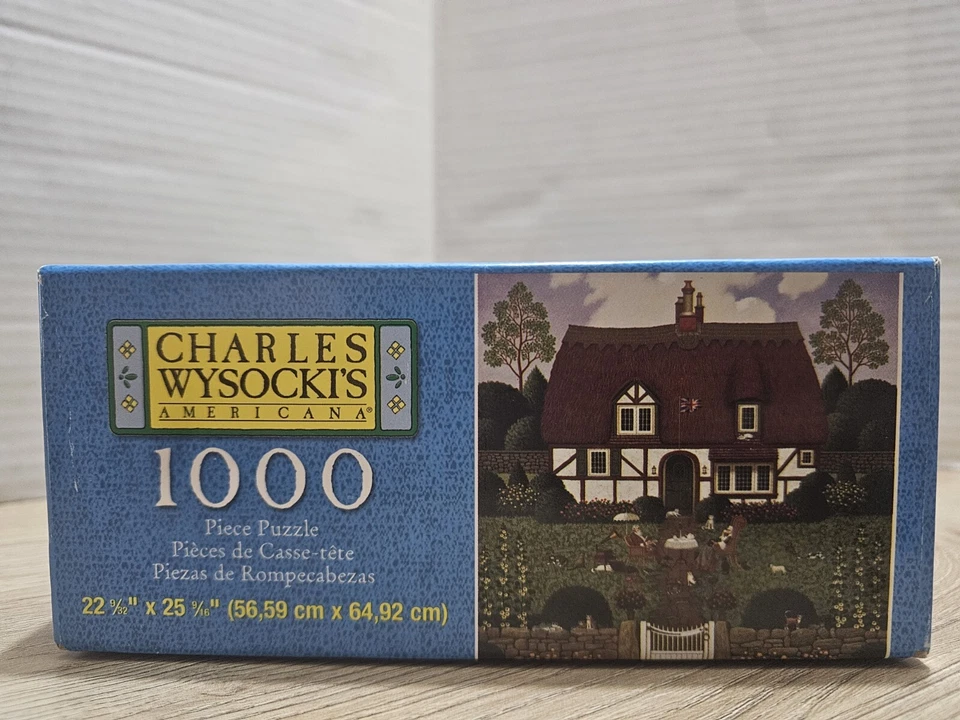 CHARLES
WYSOCKI'S
AMERICANA®
1000
Piece Puzzle
Pièces de Casse-tête
Piezas de Rompecabezas
22 9/32" x 25 9/16" (56,59 cm x 64,92 cm)